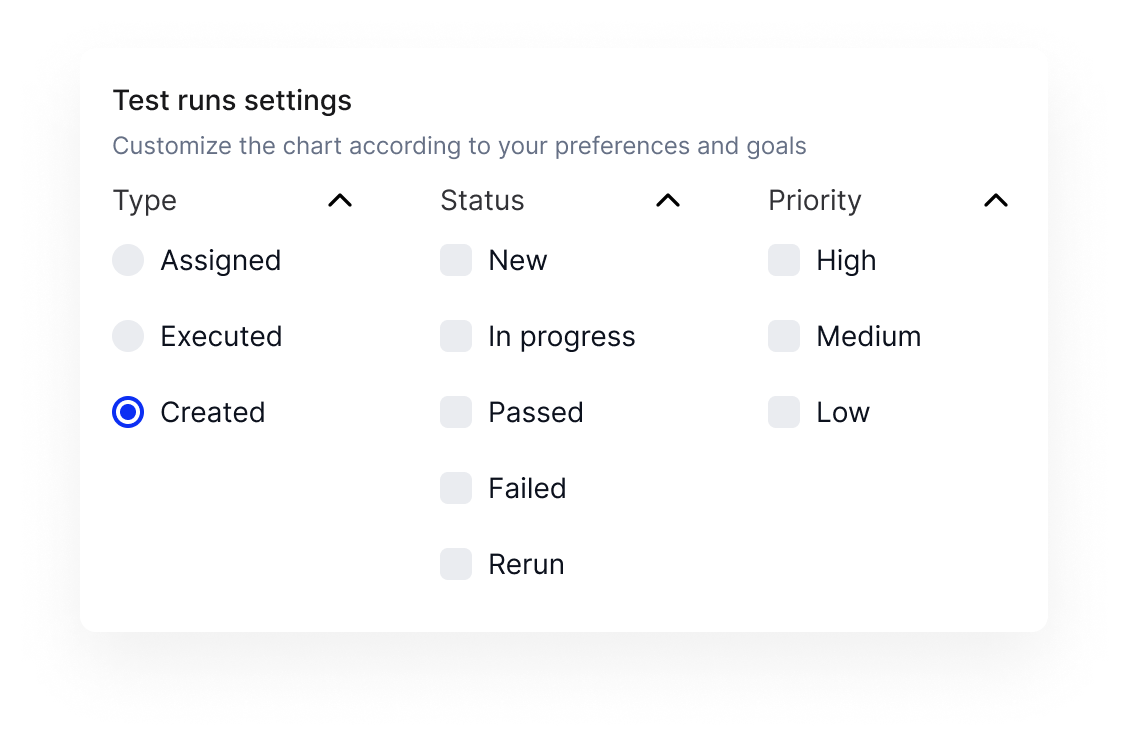 Test runs settings
Customize the chart according to your preferences and goals
Type
Assigned
Executed
Created
Status
New
In progress
Passed
Failed
Rerun
Priority
High
Medium
Low